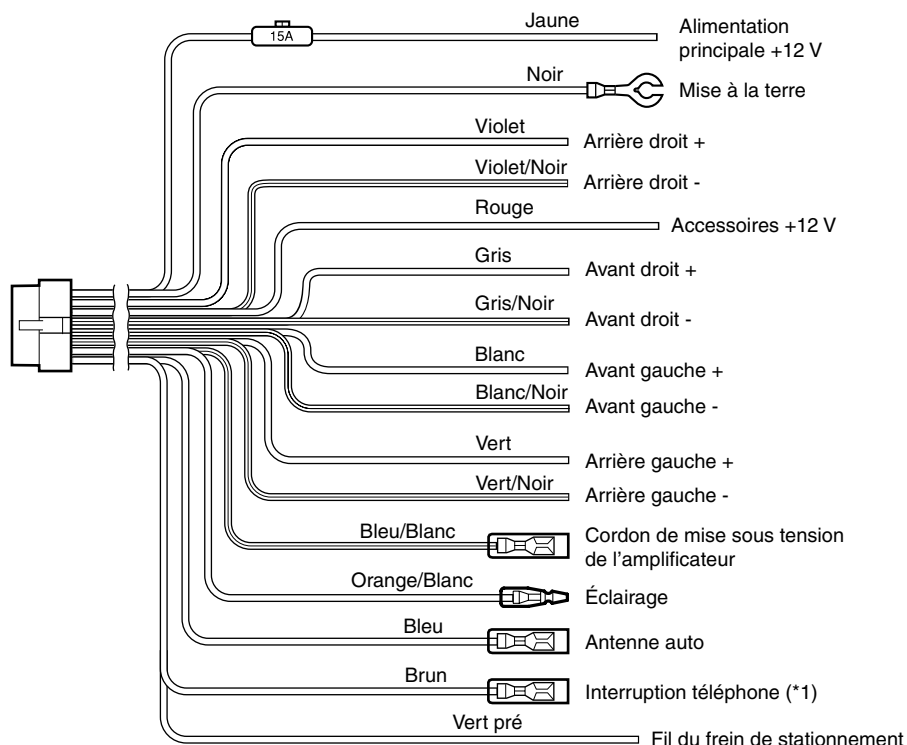 Jaune
15A
Alimentation
principale +12 V
Noir
Mise à la terre
Violet
Arrière droit +
Violet/Noir
Arrière droit -
Rouge
Accessoires +12 V
Gris
Avant droit +
Gris/Noir
Avant droit -
Blanc
Avant gauche +
Blanc/Noir
Avant gauche -
Vert
Arrière gauche +
Vert/Noir
Arrière gauche -
Bleu/Blanc
Cordon de mise sous tension
de l'amplificateur
Orange/Blanc
Éclairage
Bleu
Antenne auto
Brun
Interruption téléphone (*1)
Vert pré
Fil du frein de stationnement